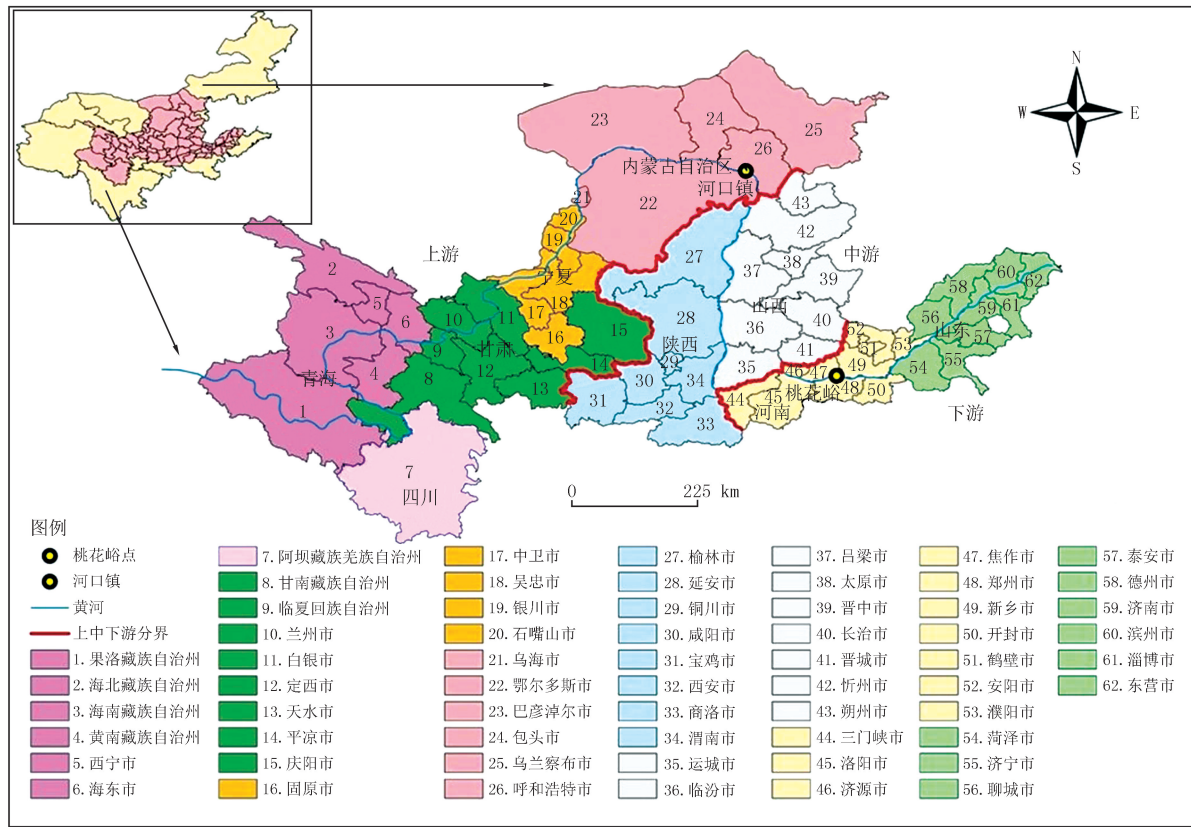 N
W
E
S
23
24
25
26
内蒙古自治区
河口镇
21
22
20
19
43
上游
27
42
中游
2
宁夏
37
38
39
60
62
5
18
58
61
3
6
10
11
17
28
山西
40
59
15
36
56
山东
57
9
甘肃
16
陕西
52
51
53
4
12
14
29
41
49
青海
8
13
30
34
35
46
47
54
55
1
31
32
44
45
桃花峪
48
50
33
河南
下游
7
四川
0
225
km
图例
桃花峪点
河口镇
黄河
上中下游分界
1.果洛藏族自治州
2.海北藏族自治州
3.海南藏族自治州
4.黄南藏族自治州
5.西宁市
6.海东市
7.阿坝藏族羌族自治州
8.甘南藏族自治州
9.临夏回族自治州
10.兰州市
11.白银市
12.定西市
13.天水市
14.平凉市
15.庆阳市
16.固原市
17.中卫市
18.吴忠市
19.银川市
20.石嘴山市
21.乌海市
22.鄂尔多斯市
23.巴彦淖尔市
24.包头市
25.乌兰察布市
26.呼和浩特市
27.榆林市
28.延安市
29.铜川市
30.咸阳市
31.宝鸡市
32.西安市
33.商洛市
34.渭南市
35.运城市
36.临汾市
37.吕梁市
38.太原市
39.晋中市
40.长治市
41.晋城市
42.忻州市
43.朔州市
44.三门峡市
45.洛阳市
46.济源市
47.焦作市
48.郑州市
49.新乡市
50.开封市
51.鹤壁市
52.安阳市
53.濮阳市
54.菏泽市
55.济宁市
56.聊城市
57.泰安市
58.德州市
59.济南市
60.滨州市
61.淄博市
62.东营市